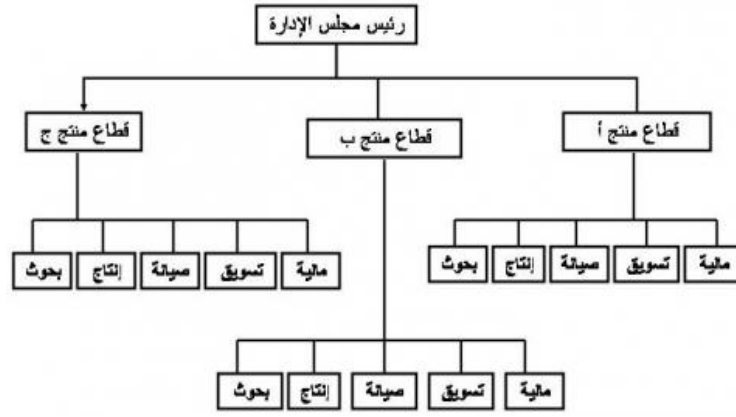 رئيس مجلس الإدارة
قطاع منتج أ
قطاع منتج ب
قطاع منتج ج
مالية
تسويق
صيانة
إنتاج
بحوث
مالية
تسويق
صيانة
إنتاج
بحوث
مالية
تسويق
صيانة
إنتاج
بحوث